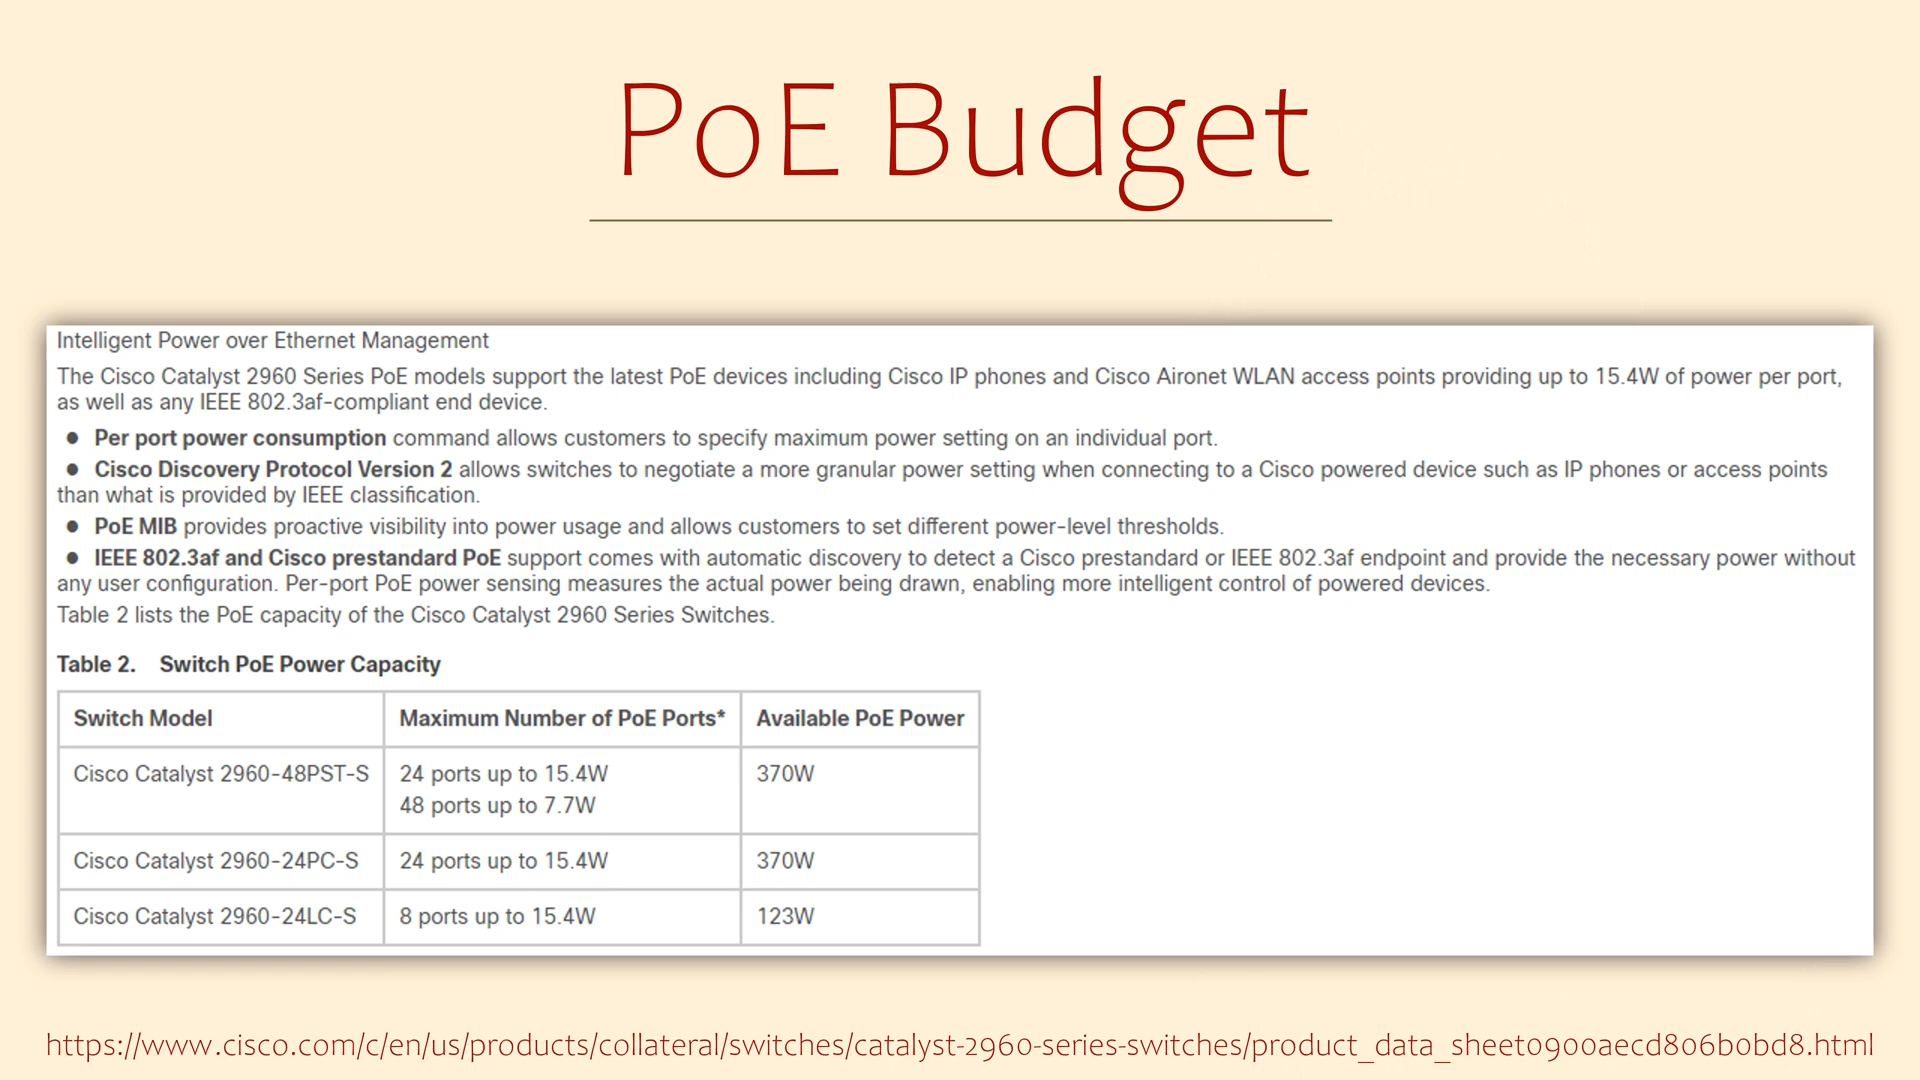 PoE Budget
Intelligent Power over Ethernet Management
The Cisco Catalyst 2960 Series PoE models support the latest PoE devices including Cisco IP phones and Cisco Aironet WLAN access points providing up to 15.4W of power per port,
as well as any IEEE 802.3af-compliant end device.
● Per port power consumption command allows customers to specify maximum power setting on an individual port.
● Cisco Discovery Protocol Version 2 allows switches to negotiate a more granular power setting when connecting to a Cisco powered device such as IP phones or access points
than what is provided by IEEE classification.
● PoE MIB provides proactive visibility into power usage and allows customers to set different power-level thresholds.
● IEEE 802.3af and Cisco prestandard PoE support comes with automatic discovery to detect a Cisco prestandard or IEEE 802.3af endpoint and provide the necessary power without
any user configuration. Per-port PoE power sensing measures the actual power being drawn, enabling more intelligent control of powered devices.
Table 2 lists the PoE capacity of the Cisco Catalyst 2960 Series Switches.
Table 2. Switch PoE Power Capacity
Switch Model Maximum Number of PoE Ports* Available PoE Power
Cisco Catalyst 2960-48PST-S 24 ports up to 15.4W 370W
48 ports up to 7.7W
Cisco Catalyst 2960-24PC-S 24 ports up to 15.4W 370W
Cisco Catalyst 2960-24LC-S 8 ports up to 15.4W 123W
https://www.cisco.com/c/en/us/products/collateral/switches/catalyst-2960-series-switches/product_data_sheet0900aecd806b0bd8.html